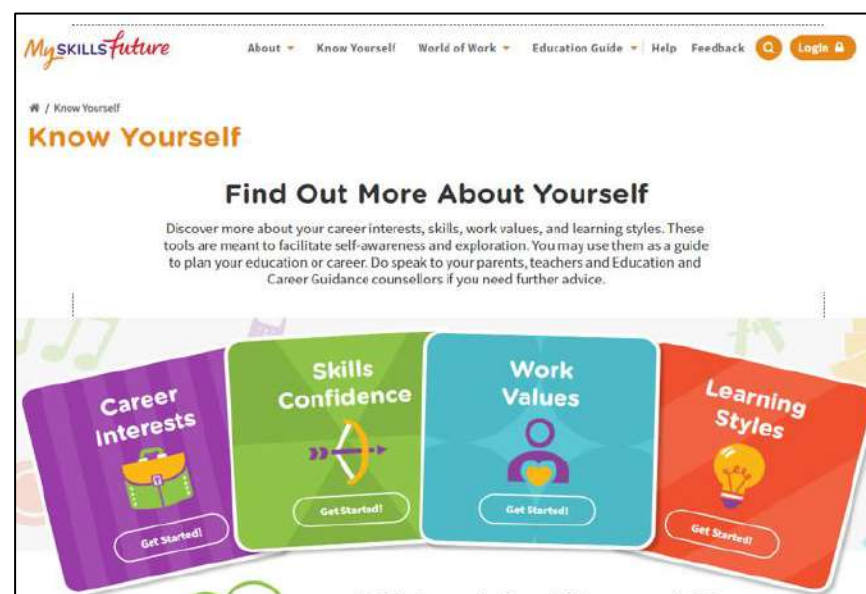 MySKILLSfuture
About Know Yourself World of Work Education Guide Help Feedback Login
/ Know Yourself
Know Yourself
Find Out More About Yourself
Discover more about your career interests, skills, work values, and learning styles. These
tools are meant to facilitate self-awareness and exploration. You may use them as a guide
to plan your education or career. Do speak to your parents, teachers and Education and
Career Guidance counsellors if you need further advice.
Career
Interests
Get Started!
Skills
Confidence
Get Started!
Work
Values
Get Started!
Learning
Styles
Get Started!